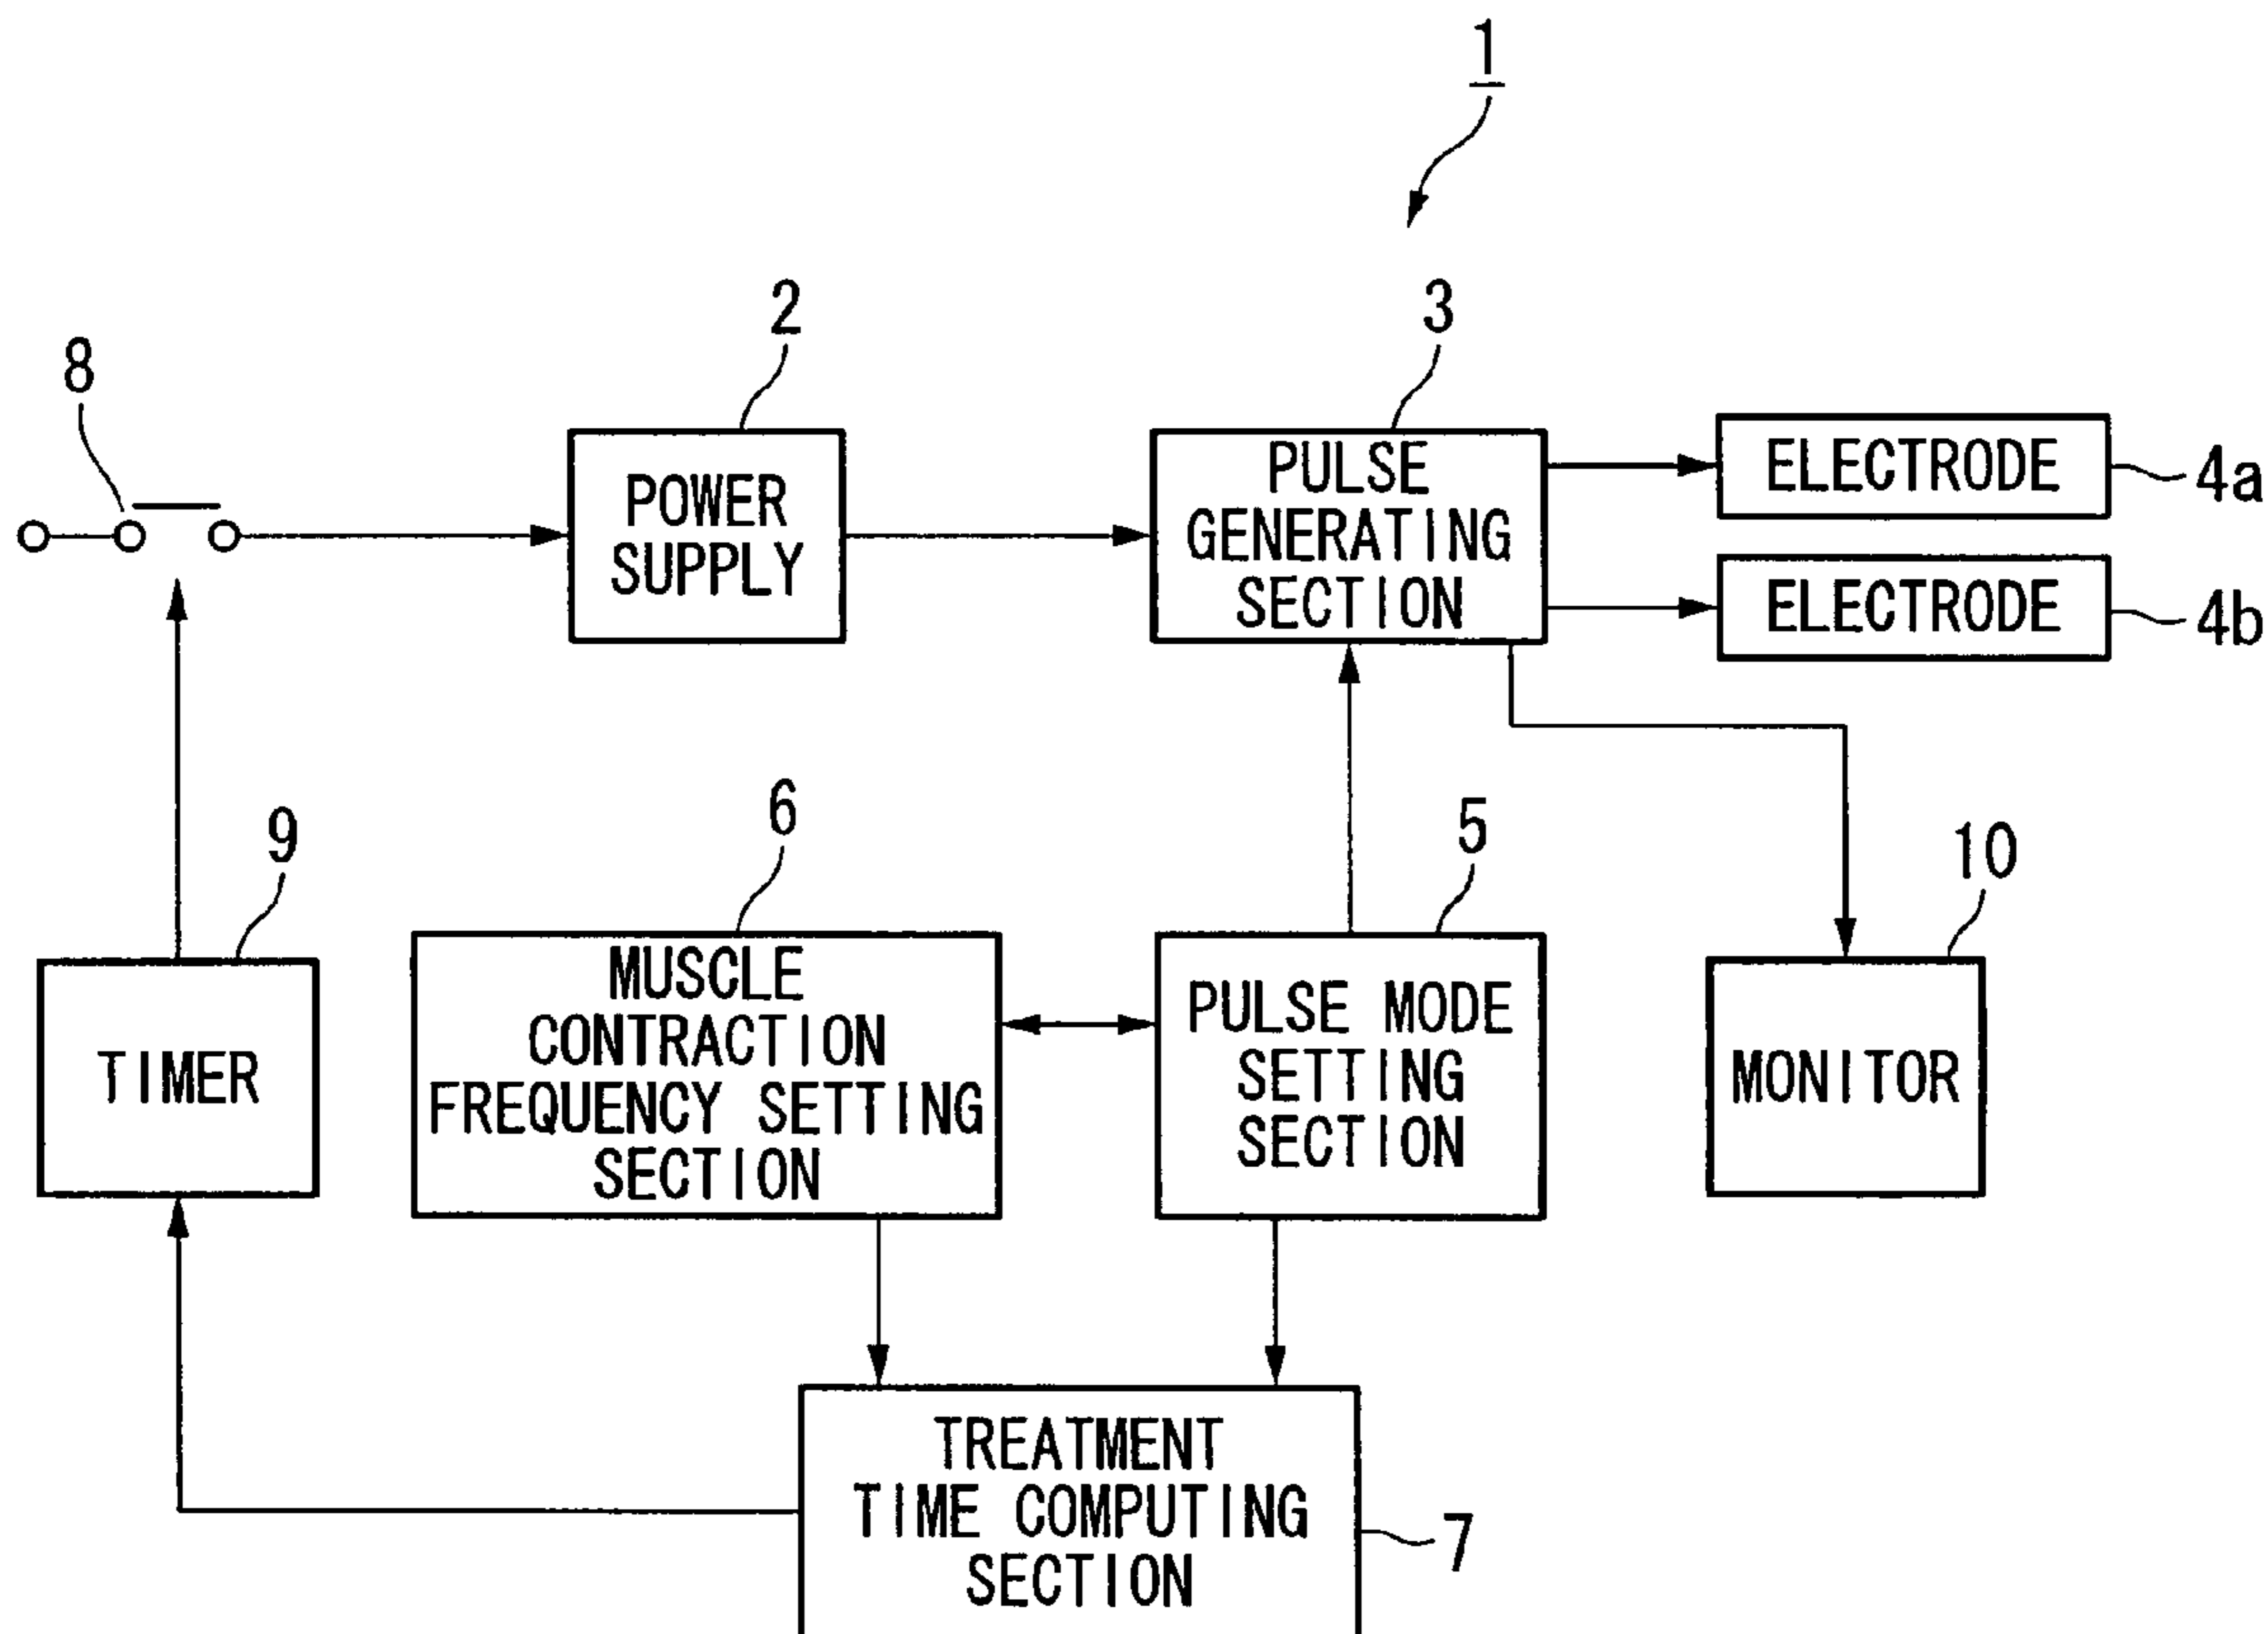 1
2
3
8
POWER
SUPPLY
PULSE
GENERATING
SECTION
ELECTRODE
4a
ELECTRODE
4b
9
6
5
10
TIMER
MUSCLE
CONTRACTION
FREQUENCY SETTING
SECTION
PULSE MODE
SETTING
SECTION
MONITOR
TREATMENT
TIME COMPUTING
SECTION
7